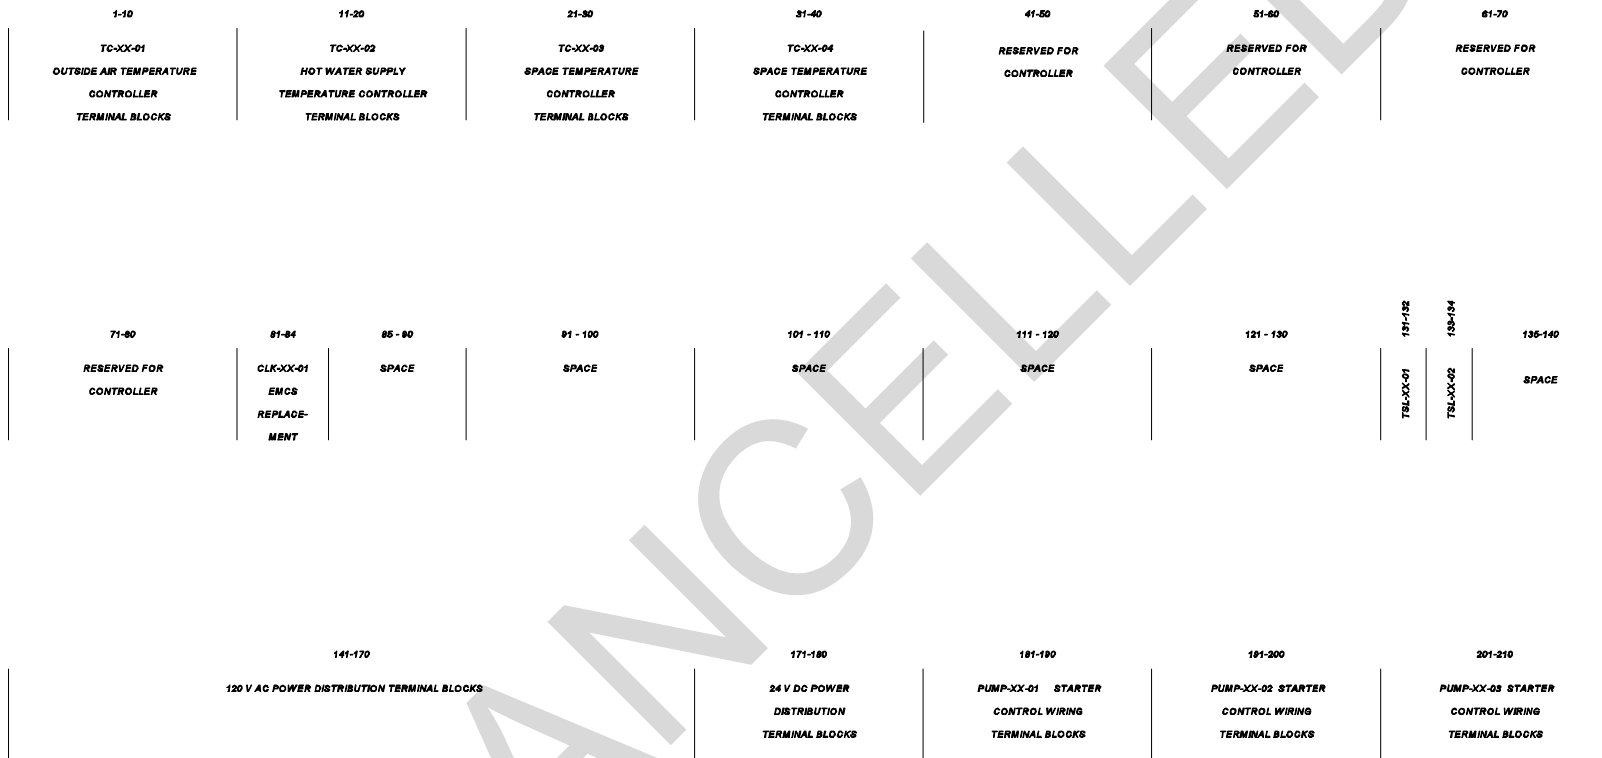 1-10 11-20 21-30 31-40 41-50 51-60 61-70
TC-XX-01
OUTSIDE AIR TEMPERATURE
CONTROLLER
TERMINAL BLOCKS
TC-XX-02
HOT WATER SUPPLY
TEMPERATURE CONTROLLER
TERMINAL BLOCKS
TC-XX-03
SPACE TEMPERATURE
CONTROLLER
TERMINAL BLOCKS
TC-XX-04
SPACE TEMPERATURE
CONTROLLER
TERMINAL BLOCKS
RESERVED FOR
CONTROLLER
RESERVED FOR
CONTROLLER
RESERVED FOR
CONTROLLER
71-80 81-84 85 - 90 91 - 100 101 - 110 111 - 120 121 - 130 131-132 133-134 135-140
RESERVED FOR
CONTROLLER
CLK-XX-01
EMCS
REPLACE-
MENT
SPACE
SPACE
SPACE
SPACE
SPACE
TSL-XX-01
TSL-XX-02
SPACE
141-170 171-180 181-190 191-200 201-210
120 V AC POWER DISTRIBUTION TERMINAL BLOCKS
24 V DC POWER
DISTRIBUTION
TERMINAL BLOCKS
PUMP-XX-01 STARTER
CONTROL WIRING
TERMINAL BLOCKS
PUMP-XX-02 STARTER
CONTROL WIRING
TERMINAL BLOCKS
PUMP-XX-03 STARTER
CONTROL WIRING
TERMINAL BLOCKS
ANCELLED